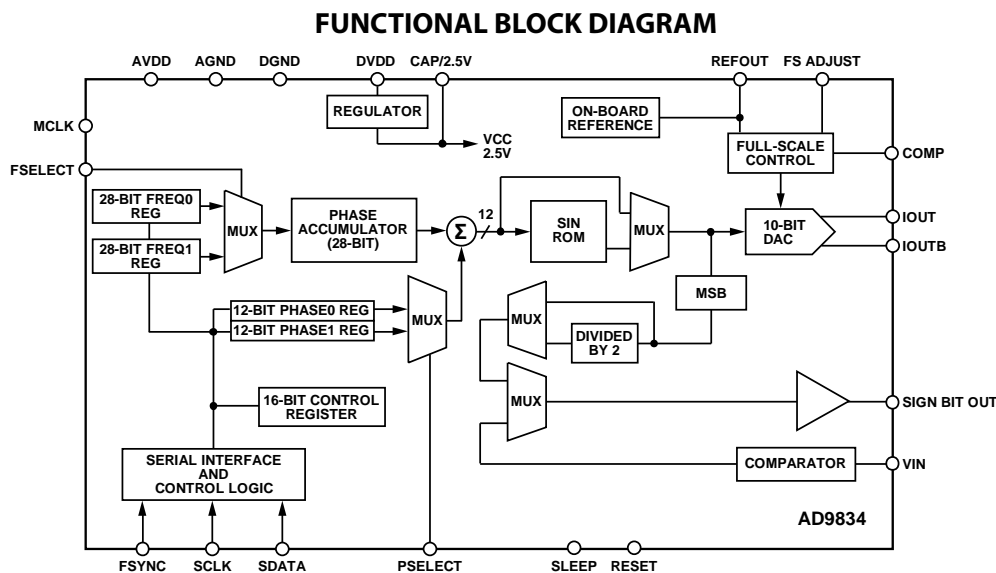 FUNCTIONAL BLOCK DIAGRAM
AVDD
AGND
DGND
DVDD
CAP/2.5V
REFOUT
FS ADJUST
MCLK
REGULATOR
VCC
2.5V
ON-BOARD
REFERENCE
FULL-SCALE
CONTROL
COMP
FSELECT
28-BIT FREQ0
REG
28-BIT FREQ1
REG
MUX
PHASE
ACCUMULATOR
(28-BIT)
Σ
12
SIN
ROM
MUX
10-BIT
DAC
IOUT
IOUTB
MSB
12-BIT PHASE0 REG
12-BIT PHASE1 REG
MUX
MUX
DIVIDED
BY 2
16-BIT CONTROL
REGISTER
MUX
SIGN BIT OUT
SERIAL INTERFACE
AND
CONTROL LOGIC
COMPARATOR
VIN
AD9834
FSYNC
SCLK
SDATA
PSELECT
SLEEP
RESET